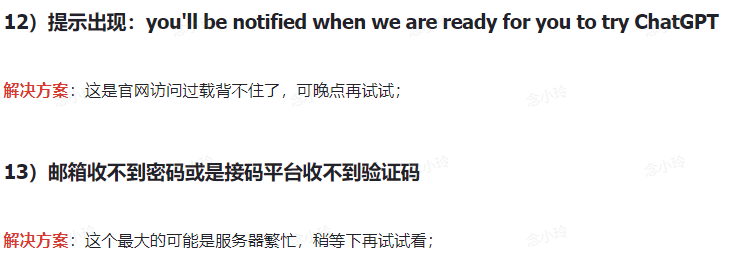 12）提示出现：you'll be notified when we are ready for you to try ChatGPT
解决方案：这是官网访问过载背不住了，可晚点再试试；
13）邮箱收不到密码或是接码平台收不到验证码
念小玲
解决方案：这个最大的可能是服务器繁忙，稍等下再试试看；